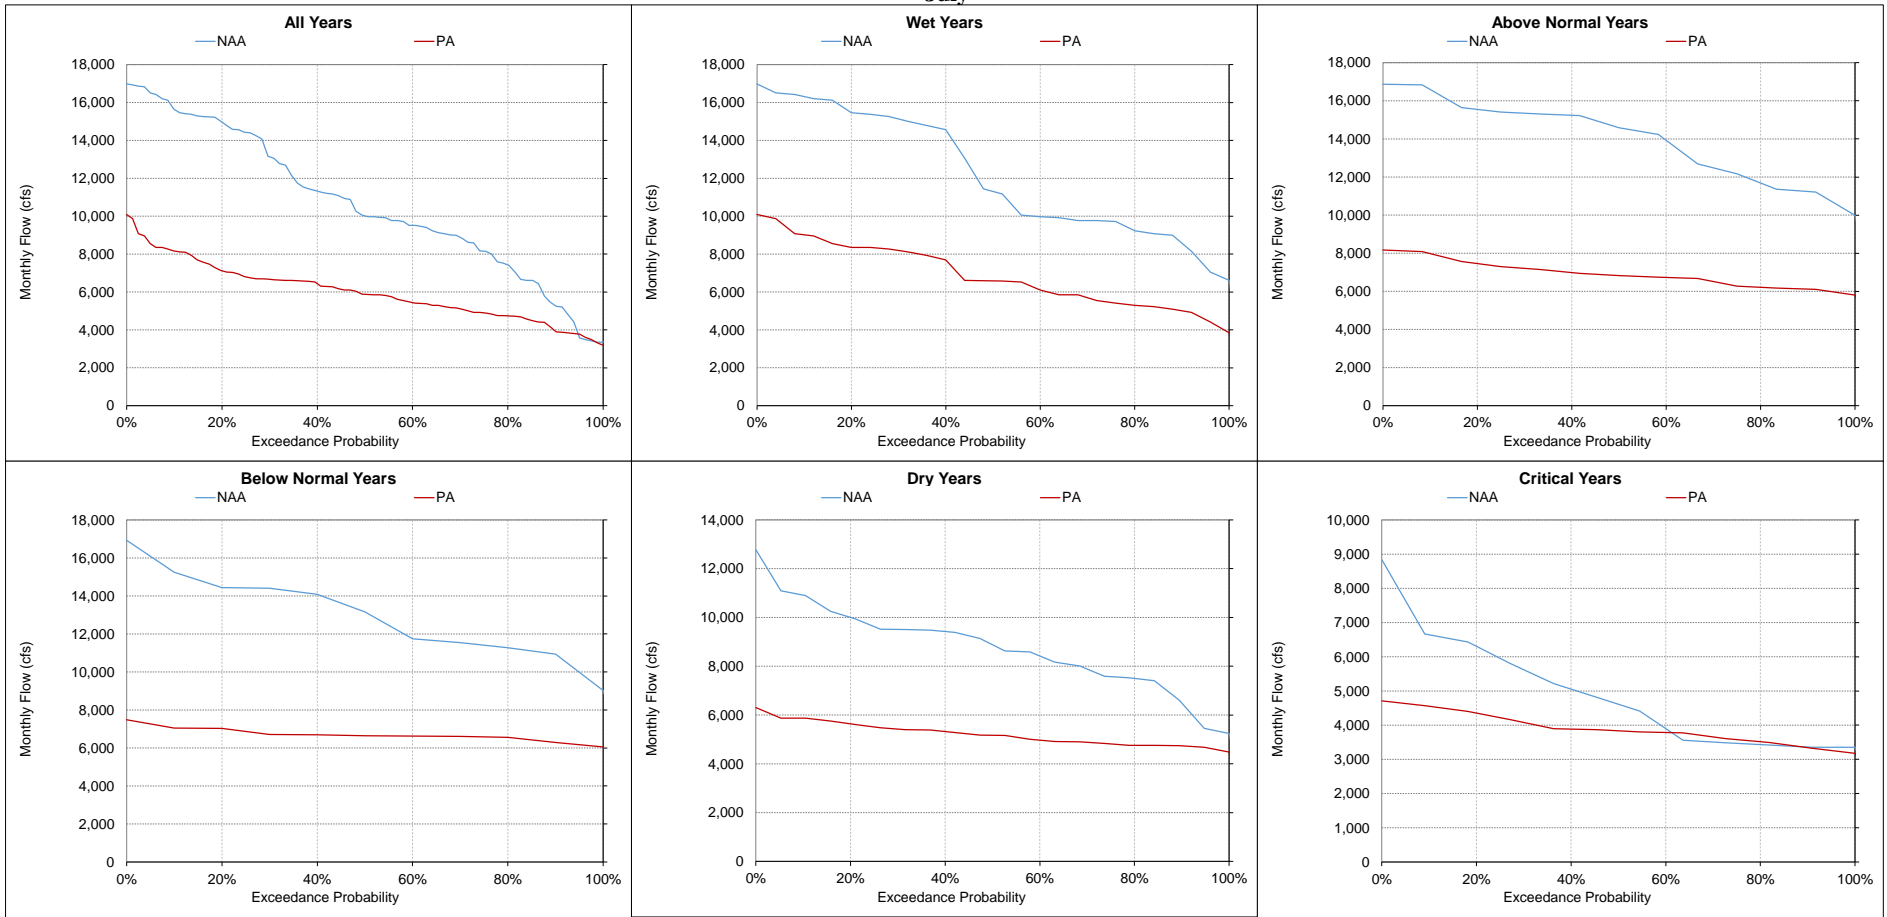 July
All Years
NAA PA
18,000
16,000
14,000
12,000
10,000
8,000
6,000
4,000
2,000
0
Monthly Flow (cfs)
0% 20% 40% 60% 80% 100%
Exceedance Probability
Wet Years
NAA PA
18,000
16,000
14,000
12,000
10,000
8,000
6,000
4,000
2,000
0
Monthly Flow (cfs)
0% 20% 40% 60% 80% 100%
Exceedance Probability
Above Normal Years
NAA PA
18,000
16,000
14,000
12,000
10,000
8,000
6,000
4,000
2,000
0
Monthly Flow (cfs)
0% 20% 40% 60% 80% 100%
Exceedance Probability
Below Normal Years
NAA PA
18,000
16,000
14,000
12,000
10,000
8,000
6,000
4,000
2,000
0
Monthly Flow (cfs)
0% 20% 40% 60% 80% 100%
Exceedance Probability
Dry Years
NAA PA
14,000
12,000
10,000
8,000
6,000
4,000
2,000
0
Monthly Flow (cfs)
0% 20% 40% 60% 80% 100%
Exceedance Probability
Critical Years
NAA PA
10,000
9,000
8,000
7,000
6,000
5,000
4,000
3,000
2,000
1,000
0
Monthly Flow (cfs)
0% 20% 40% 60% 80% 100%
Exceedance Probability